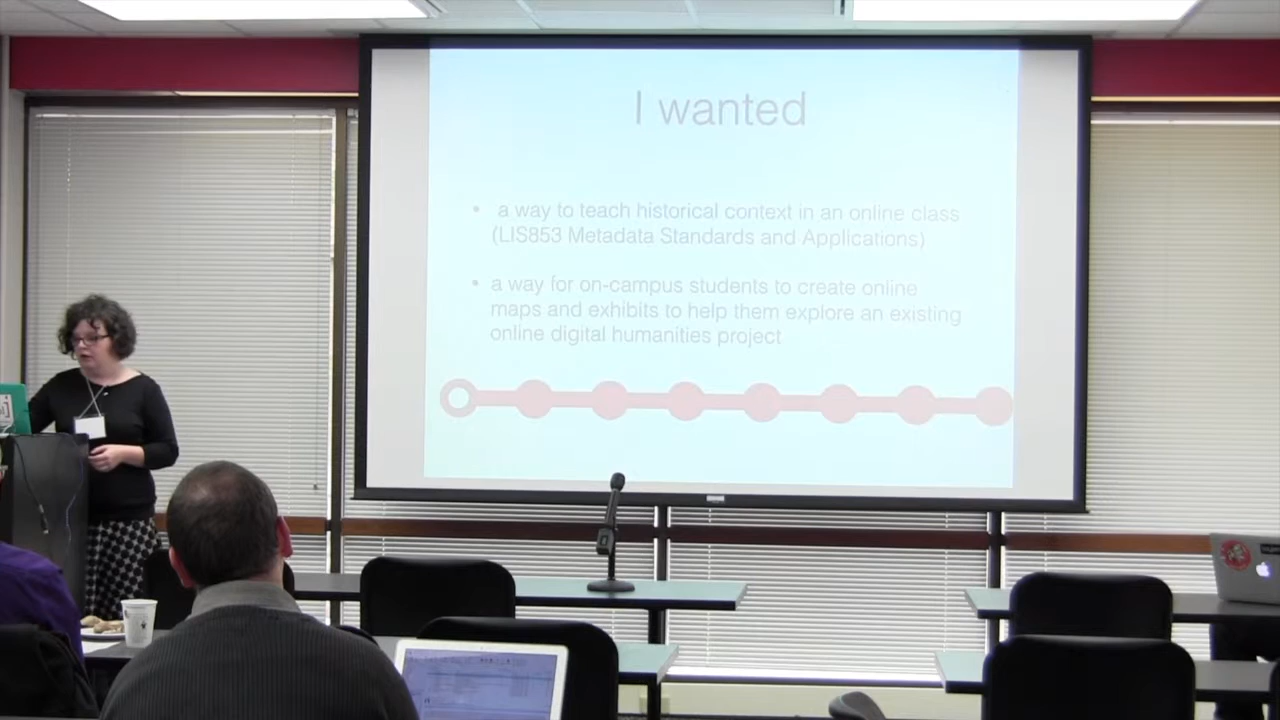 I wanted
• a way to teach historical context in an online class
(LIS853 Metadata Standards and Applications)
• a way for on-campus students to create online
maps and exhibits to help them explore an existing
online digital humanities project